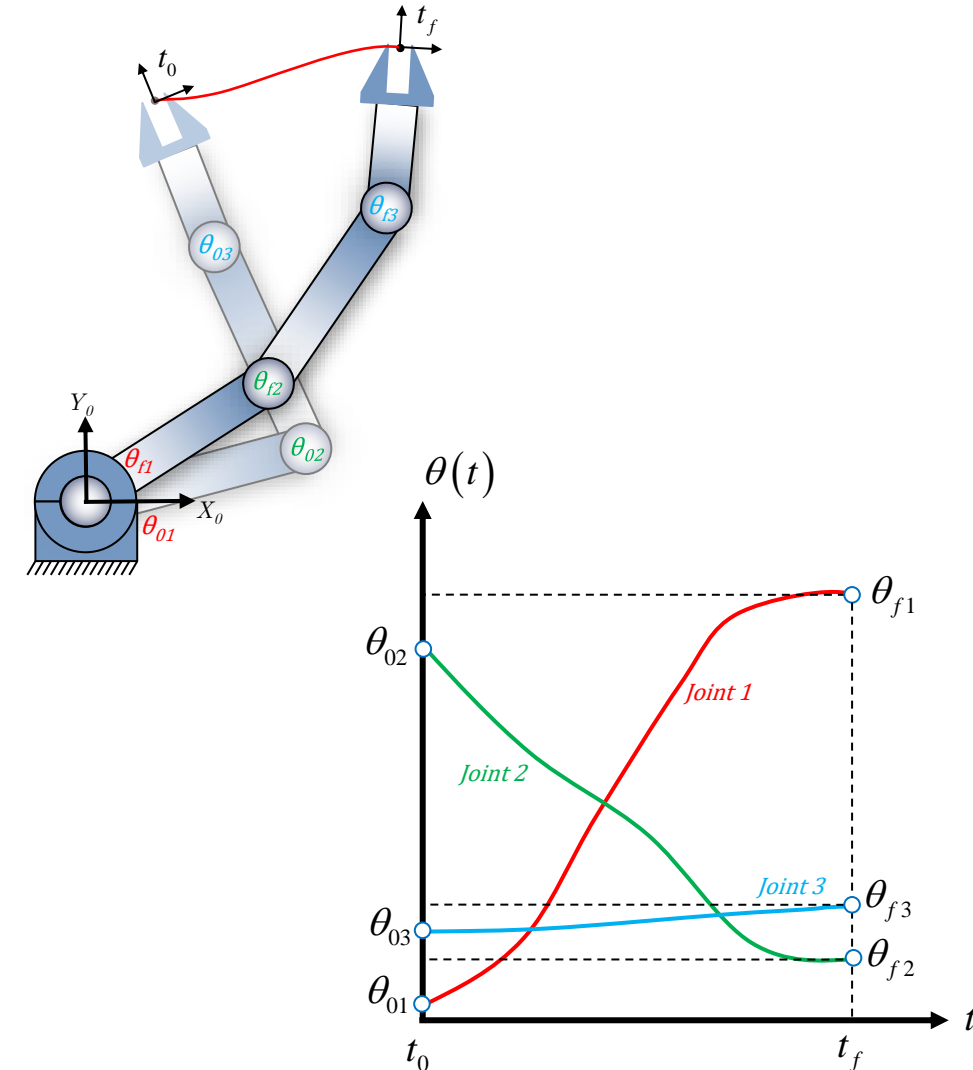 t_f
t_0
θ_f3
θ_03
θ_f2
Y_0
θ_02
θ_f1
X_0
θ_01
θ(t)
θ_f1
θ_02
Joint 1
Joint 2
Joint 3
θ_f3
θ_03
θ_f2
θ_01
t
t_0
t_f